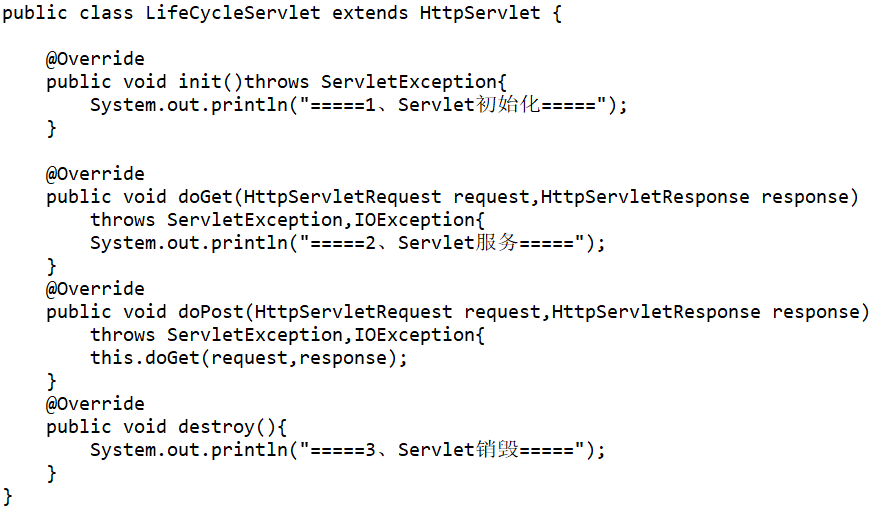 public class LifeCycleServlet extends HttpServlet {
@Override
public void init()throws ServletException{
System.out.println("=====1、Servlet初始化=====");
}
@Override
public void doGet(HttpServletRequest request,HttpServletResponse response)
throws ServletException,IOException{
System.out.println("=====2、Servlet服务=====");
}
@Override
public void doPost(HttpServletRequest request,HttpServletResponse response)
throws ServletException,IOException{
this.doGet(request,response);
}
@Override
public void destroy(){
System.out.println("=====3、Servlet销毁=====");
}
}